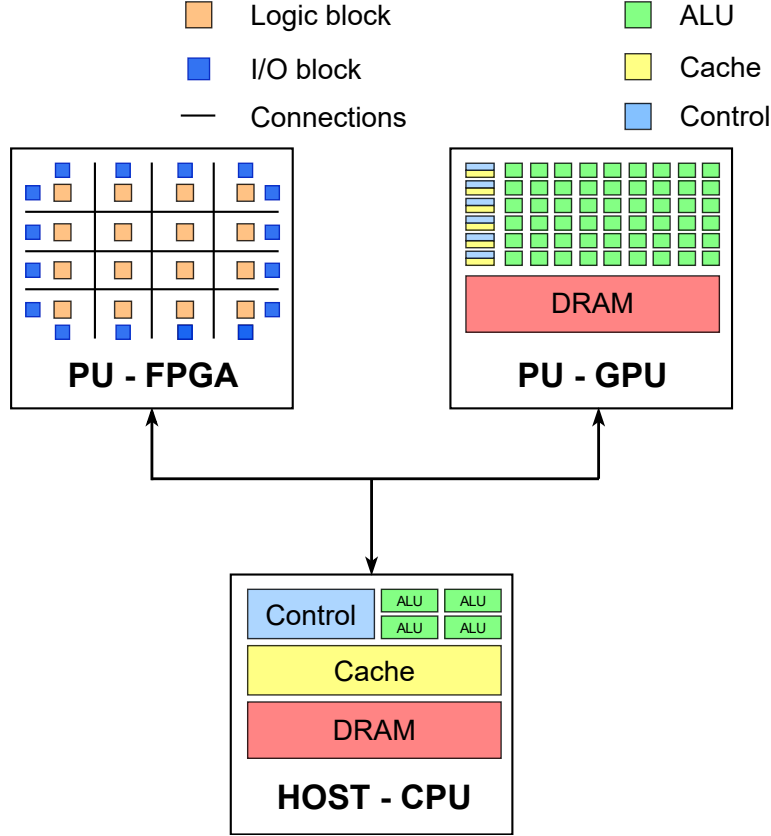 Logic block
ALU
I/O block
Cache
Connections
Control
DRAM
PU - FPGA
PU - GPU
Control
ALU
ALU
ALU
ALU
Cache
DRAM
HOST - CPU